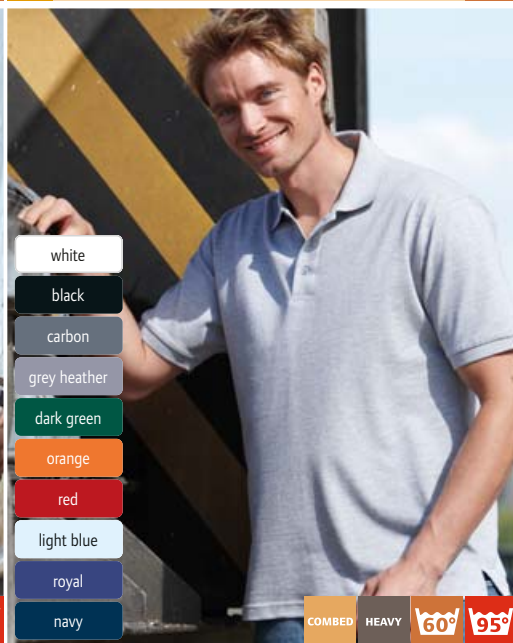 white
black
carbon
grey heather
dark green
orange
red
light blue
royal
navy
COMBED HEAVY 60° 95°